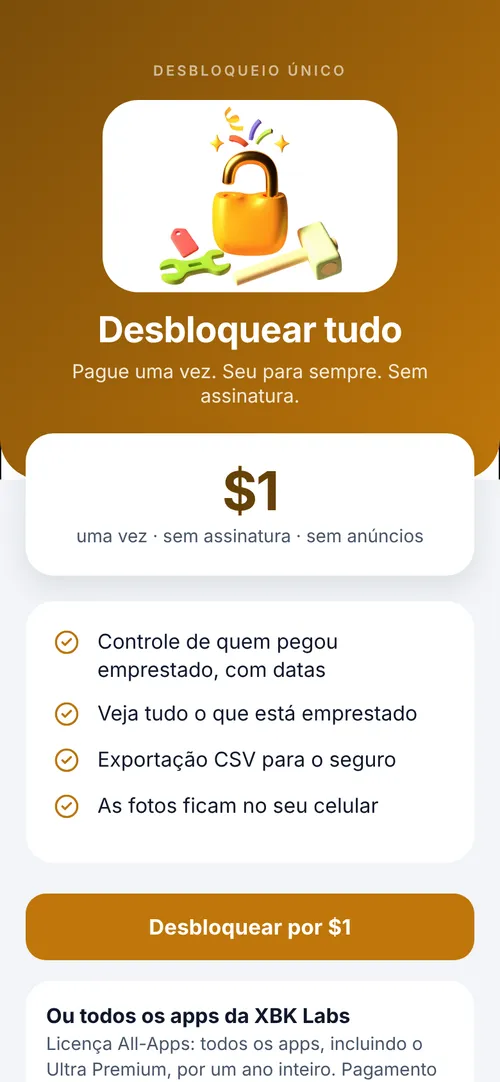 DESBLOQUEIO ÚNICO
Desbloquear tudo
Pague uma vez. Seu para sempre. Sem
assinatura.
$1
uma vez · sem assinatura · sem anúncios
Controle de quem pegou
emprestado, com datas
Veja tudo o que está emprestado
Exportação CSV para o seguro
As fotos ficam no seu celular
Desbloquear por $1
Ou todos os apps da XBK Labs
Licença All-Apps: todos os apps, incluindo o
Ultra Premium, por um ano inteiro. Pagamento